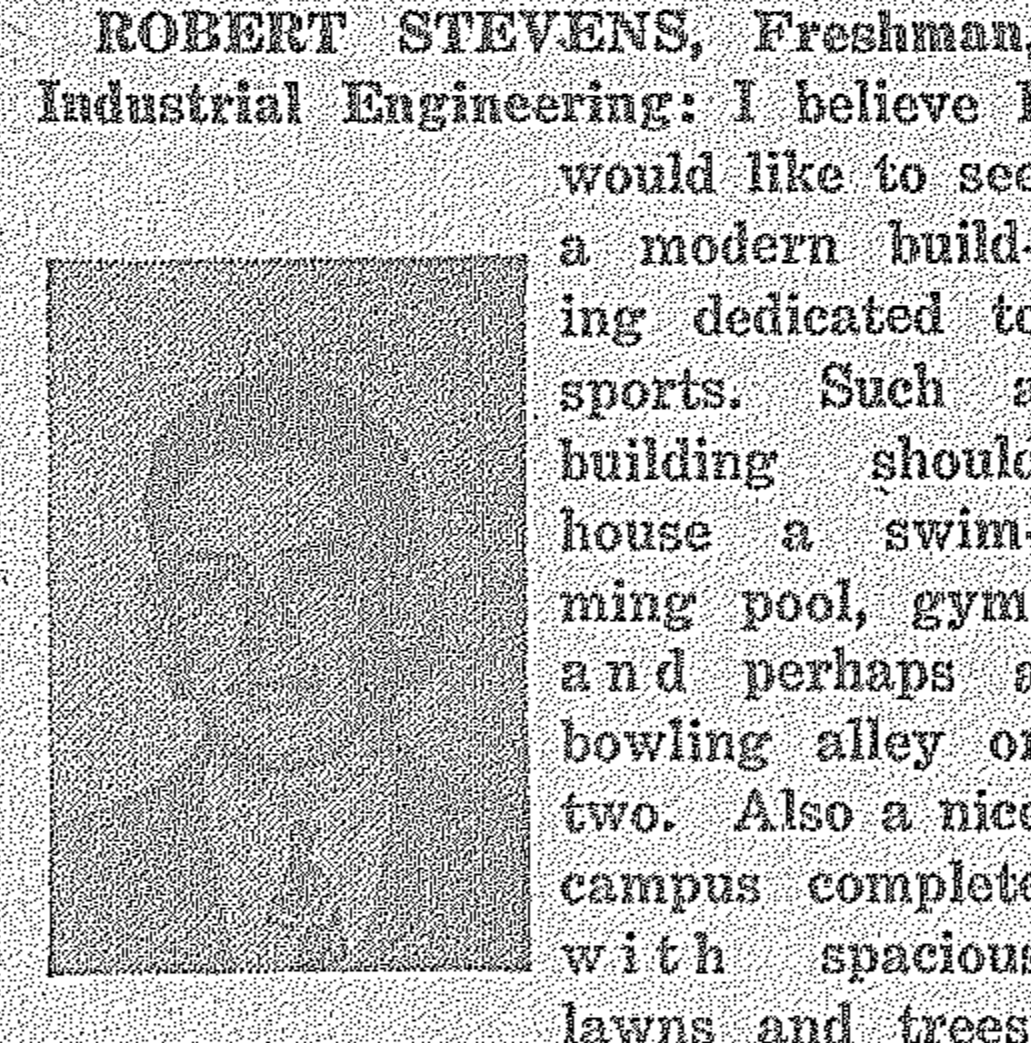 ROBERT STEVENS, Freshman,
Industrial Engineering: I believe I
would like to see
a modern build-
ing dedicated to
sports. Such a
building should
house a swim-
ming pool, gym
and perhaps a
bowling alley or
two. Also a nice
campus complete
with spacious
lawns and trees